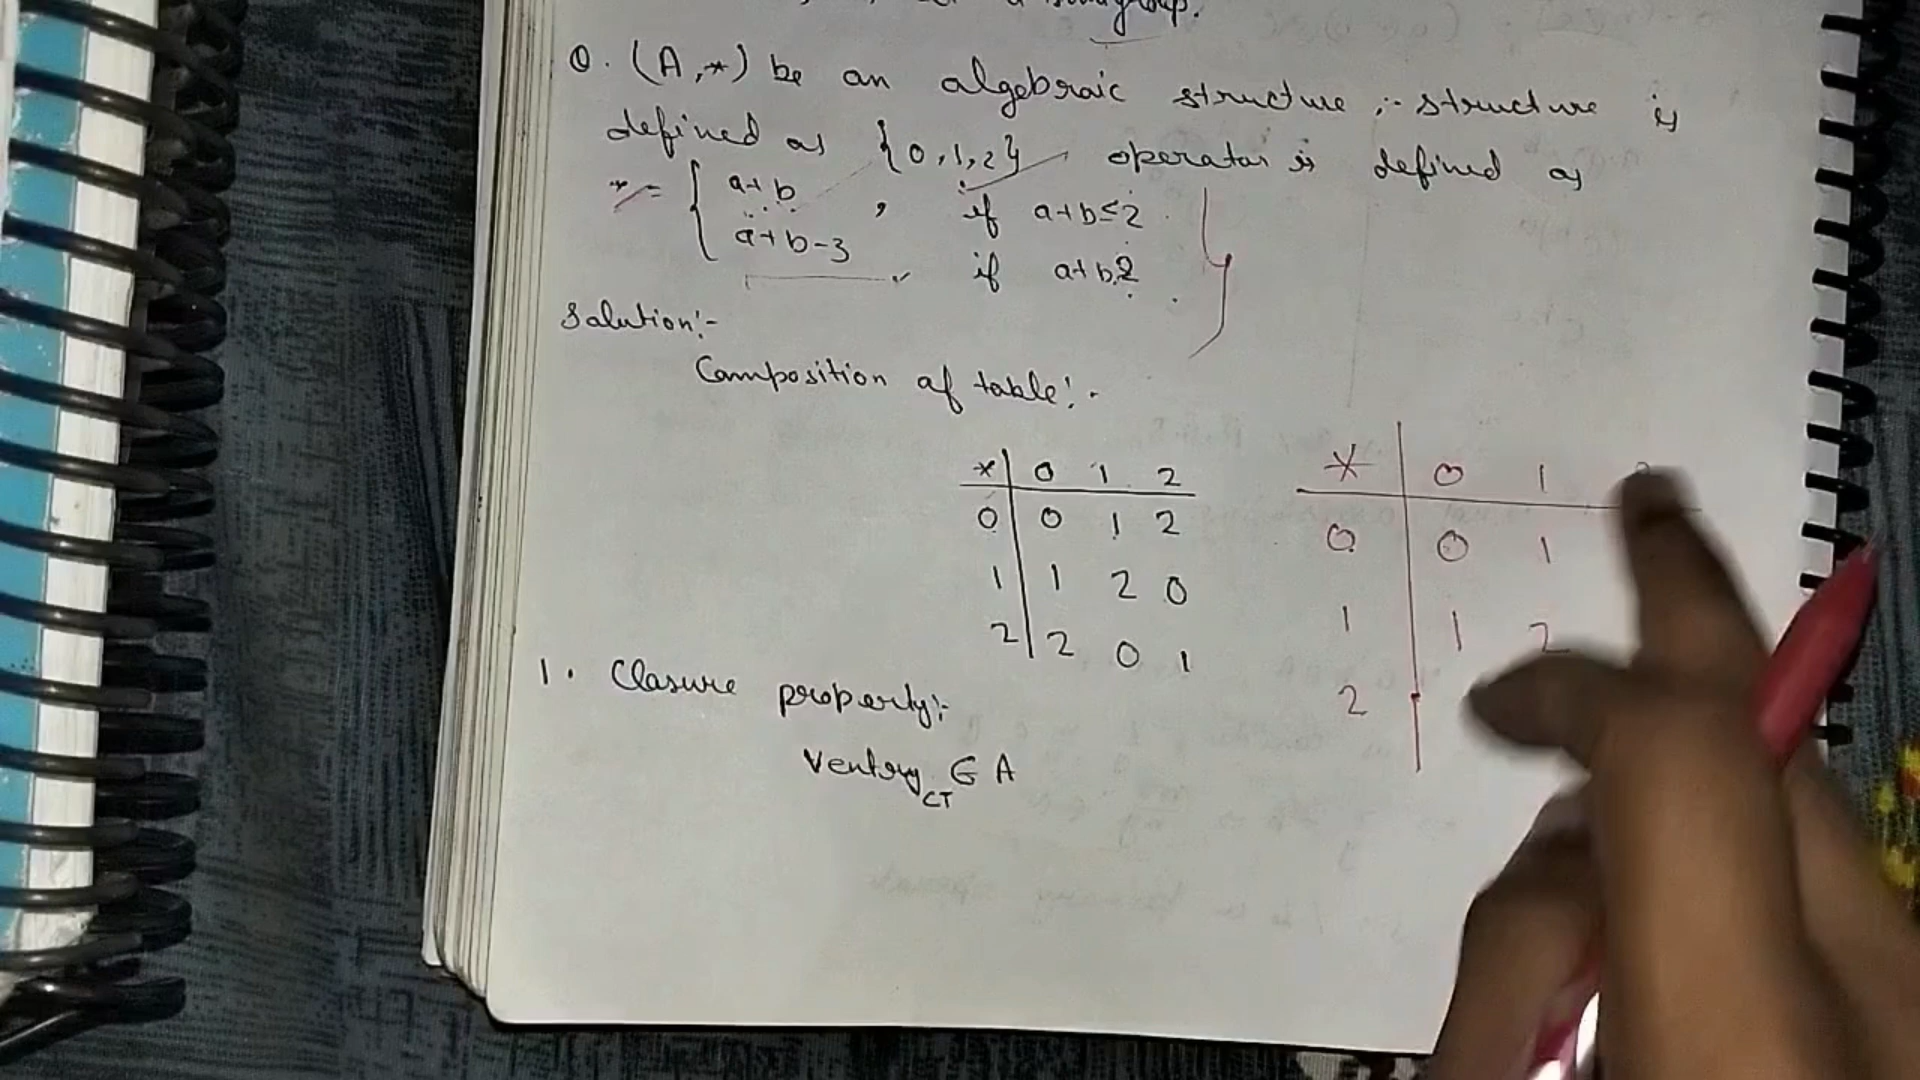 a semigroup.
Q. (A, *) be an algebraic structure ;- structure is
defined as {0, 1, 2} operator is defined as
* = { a+b , if a+b≤2
a+b-3 if a+b 2
Solution:-
Composition of table:-
* 0 1 2
0 0 1 2
1 1 2 0
2 2 0 1
* 0 1
0 0 1
1 1 2
2
1. Closure property:-
∀entry CT ∈ A